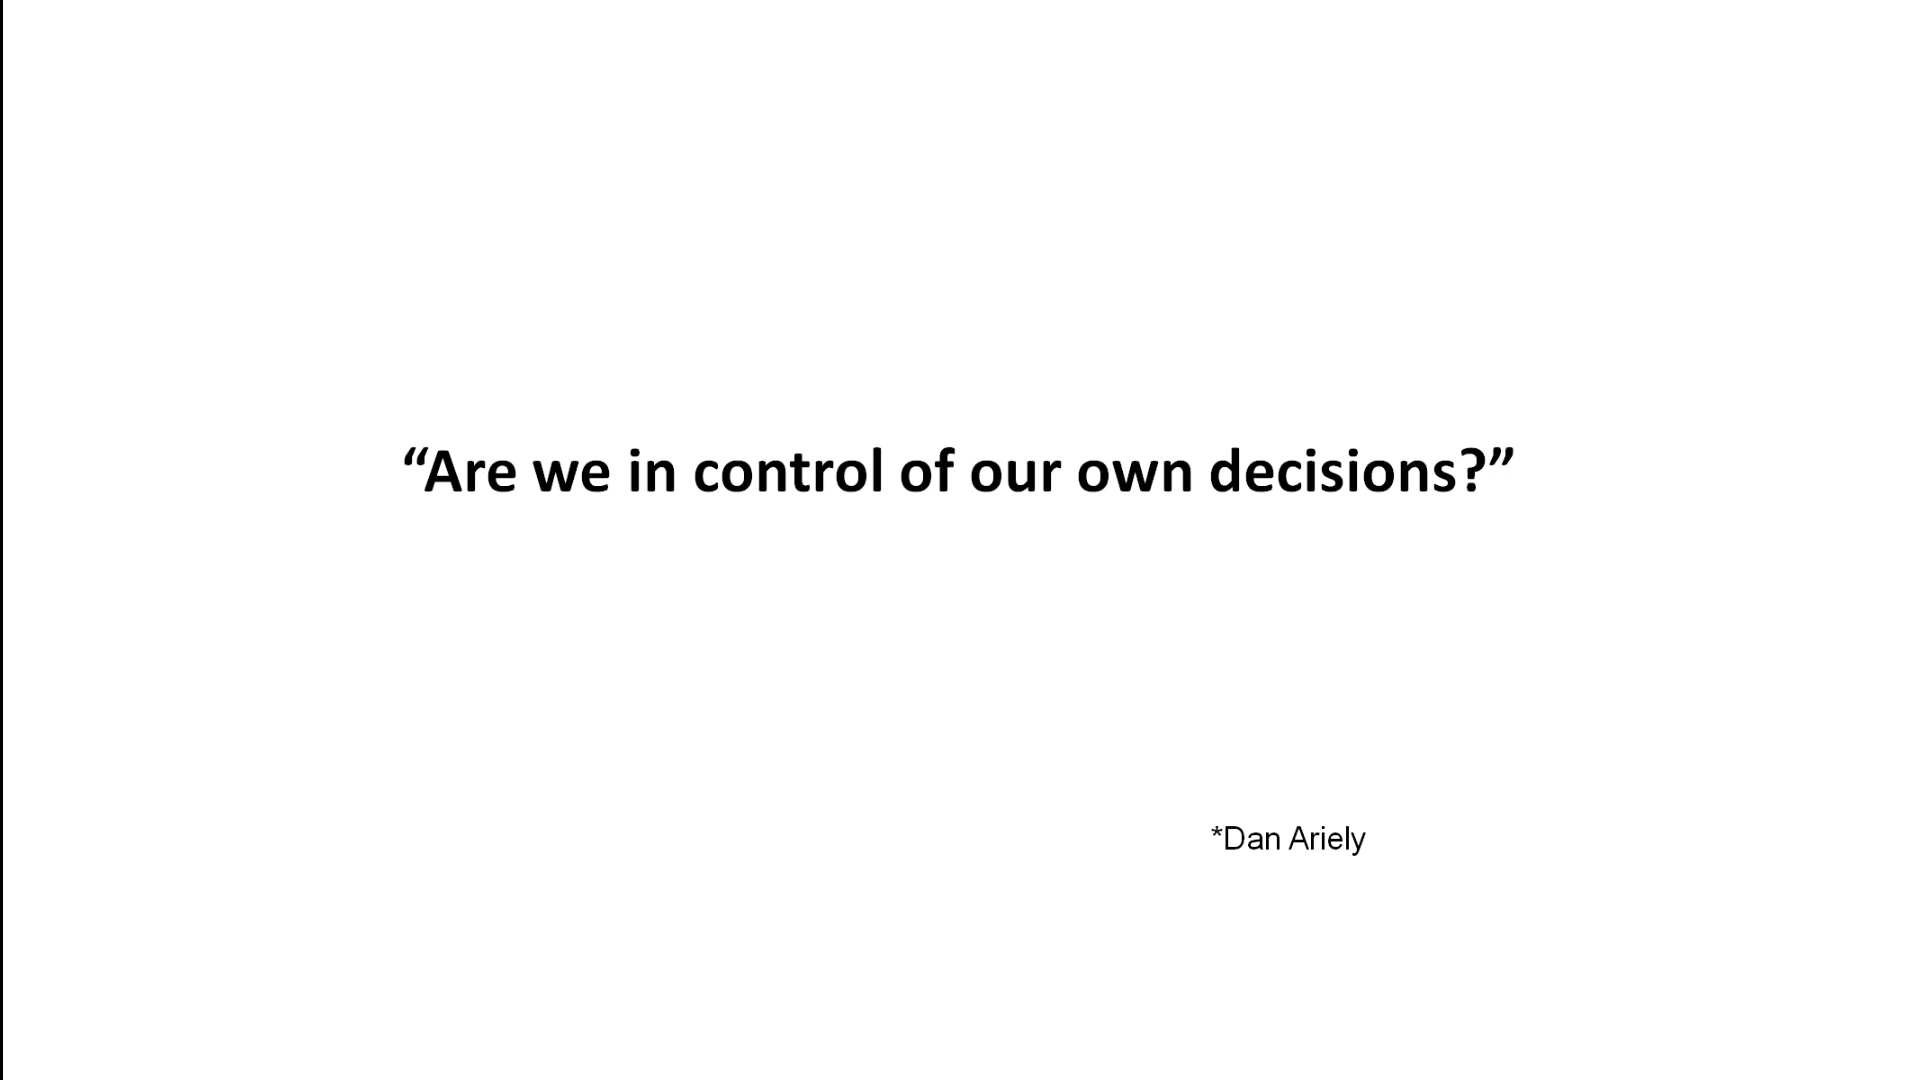 “Are we in control of our own decisions?”
*Dan Ariely